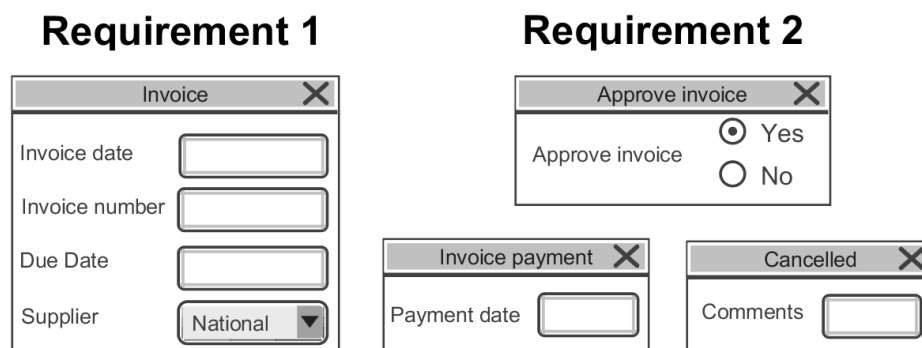 Requirement 1
Invoice
Invoice date
Invoice number
Due Date
Supplier
National
Requirement 2
Approve invoice
Approve invoice
Yes
No
Invoice payment
Payment date
Cancelled
Comments